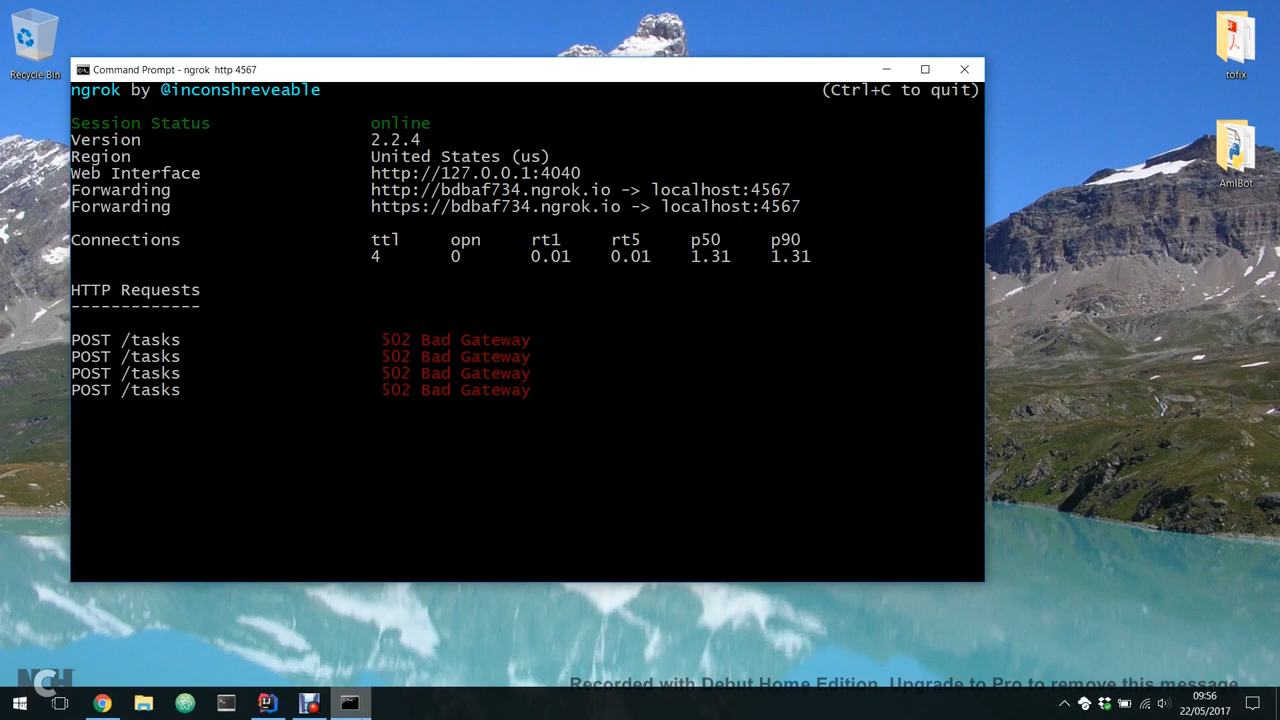 Recycle Bin
tofix
AmIBot
Command Prompt - ngrok http 4567
ngrok by @inconshreveable (Ctrl+C to quit)
Session Status online
Version 2.2.4
Region United States (us)
Web Interface http://127.0.0.1:4040
Forwarding http://bdbaf734.ngrok.io -> localhost:4567
Forwarding https://bdbaf734.ngrok.io -> localhost:4567
Connections ttl opn rt1 rt5 p50 p90
4 0 0.01 0.01 1.31 1.31
HTTP Requests
-------------
POST /tasks 502 Bad Gateway
POST /tasks 502 Bad Gateway
POST /tasks 502 Bad Gateway
POST /tasks 502 Bad Gateway
NCH
Recorded with Debut Home Edition. Upgrade to Pro to remove this message
09:56
22/05/2017